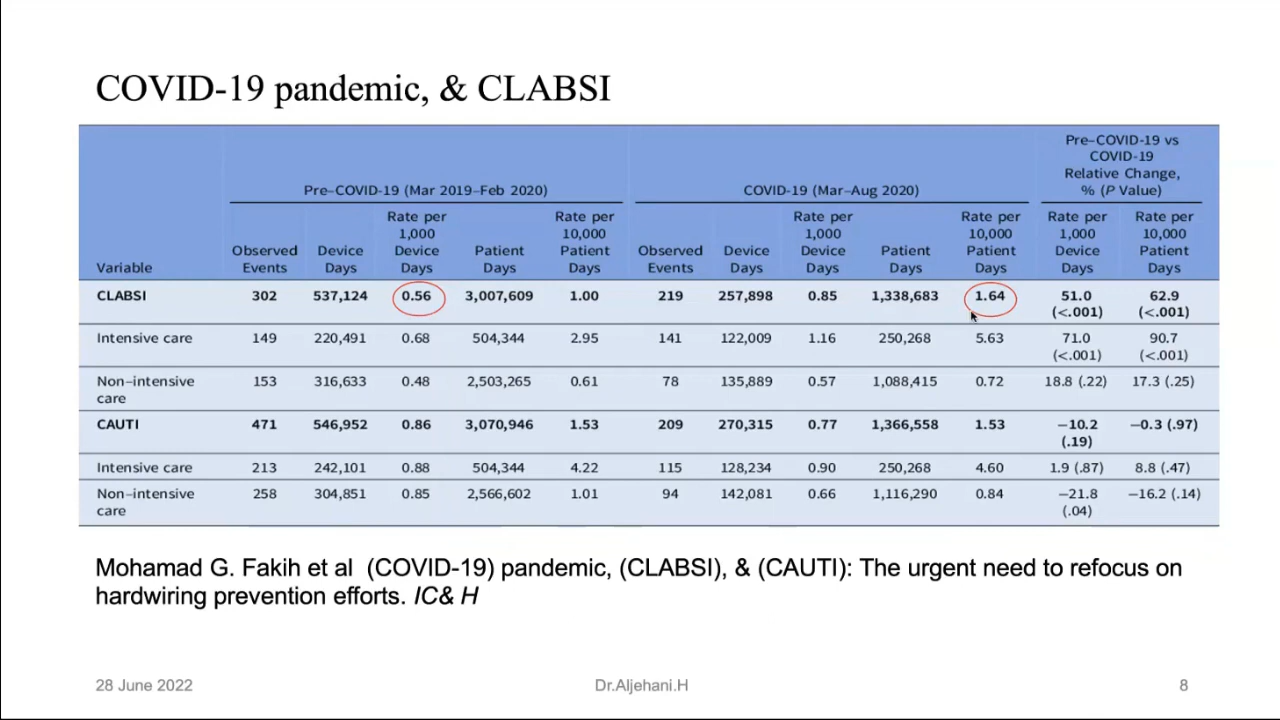 COVID-19 pandemic, & CLABSI
Pre–COVID-19 vs
COVID-19
Relative Change,
% (P Value)
Pre–COVID-19 (Mar 2019–Feb 2020) COVID-19 (Mar–Aug 2020)
Rate per Rate per Rate per Rate per Rate per Rate per
1,000 10,000 1,000 10,000 1,000 10,000
Observed Device Device Patient Patient Observed Device Device Patient Patient Device Patient
Variable Events Days Days Days Days Events Days Days Days Days Days Days
CLABSI 302 537,124 0.56 3,007,609 1.00 219 257,898 0.85 1,338,683 1.64 51.0 62.9
(<.001) (<.001)
Intensive care 149 220,491 0.68 504,344 2.95 141 122,009 1.16 250,268 5.63 71.0 90.7
(<.001) (<.001)
Non–intensive 153 316,633 0.48 2,503,265 0.61 78 135,889 0.57 1,088,415 0.72 18.8 (.22) 17.3 (.25)
care
CAUTI 471 546,952 0.86 3,070,946 1.53 209 270,315 0.77 1,366,558 1.53 −10.2 −0.3 (.97)
(.19)
Intensive care 213 242,101 0.88 504,344 4.22 115 128,234 0.90 250,268 4.60 1.9 (.87) 8.8 (.47)
Non–intensive 258 304,851 0.85 2,566,602 1.01 94 142,081 0.66 1,116,290 0.84 −21.8 −16.2 (.14)
care (.04)
Mohamad G. Fakih et al (COVID-19) pandemic, (CLABSI), & (CAUTI): The urgent need to refocus on
hardwiring prevention efforts. IC& H
28 June 2022 Dr.Aljehani.H 8